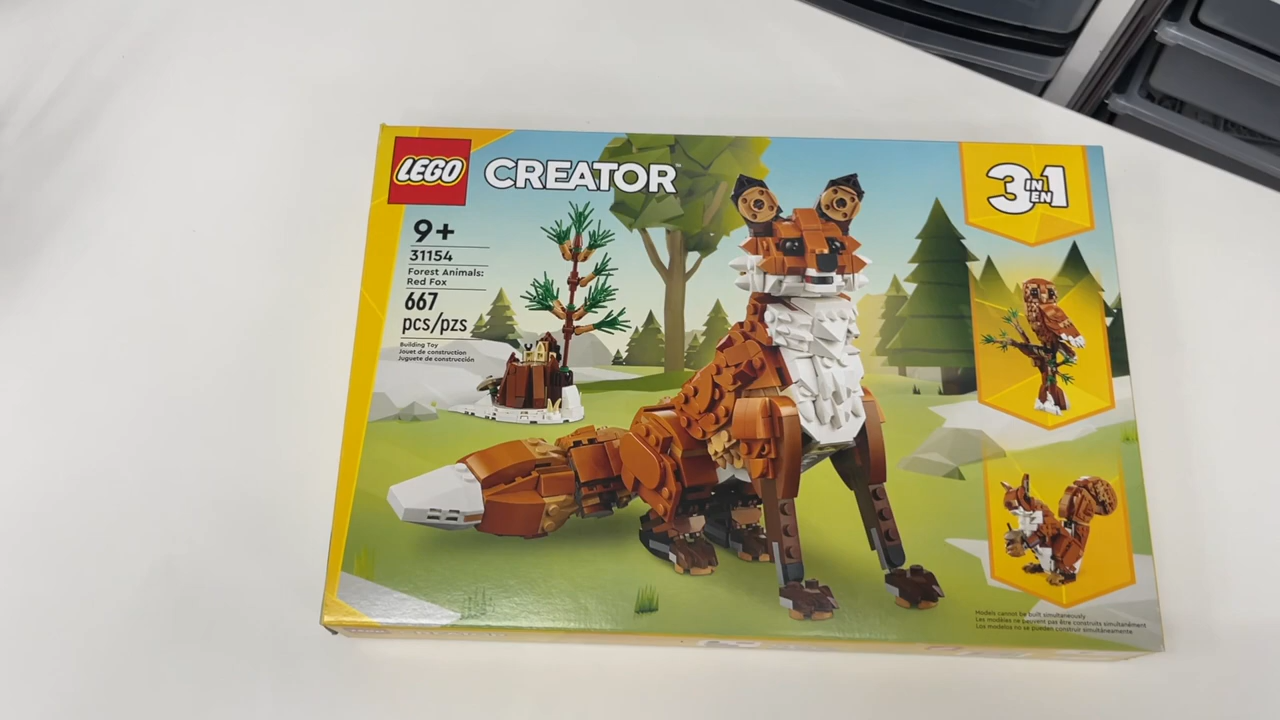 LEGO
CREATOR™
3 IN EN 1
9+
31154
Forest Animals:
Red Fox
667
pcs/pzs
Building Toy
Jouet de construction
Juguete de construcción
Models cannot be built simultaneously
Les modèles ne peuvent pas être construits simultanément
Los modelos no se pueden construir simultáneamente